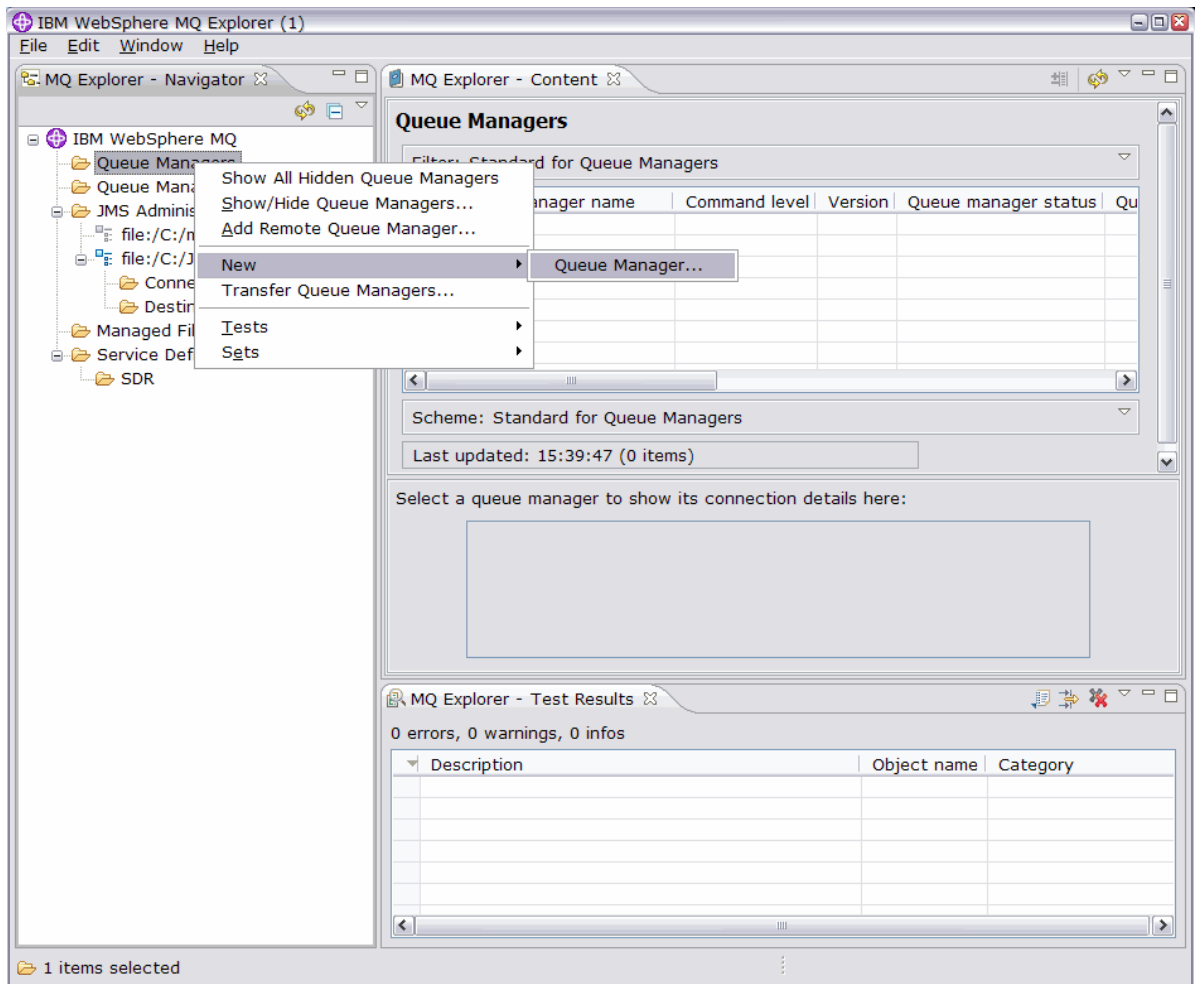 IBM WebSphere MQ Explorer (1)
File Edit Window Help
MQ Explorer - Navigator
IBM WebSphere MQ
Queue Managers
Queue Mana
JMS Adminis
file:/C:/
file:/C:/J
Conne
Destin
Managed Fil
Service Def
SDR
Show All Hidden Queue Managers
Show/Hide Queue Managers...
Add Remote Queue Manager...
New
Transfer Queue Managers...
Tests
Sets
Queue Manager...
MQ Explorer - Content
Queue Managers
Filter: Standard for Queue Managers
anager name Command level Version Queue manager status Qu
Scheme: Standard for Queue Managers
Last updated: 15:39:47 (0 items)
Select a queue manager to show its connection details here:
MQ Explorer - Test Results
0 errors, 0 warnings, 0 infos
Description Object name Category
1 items selected